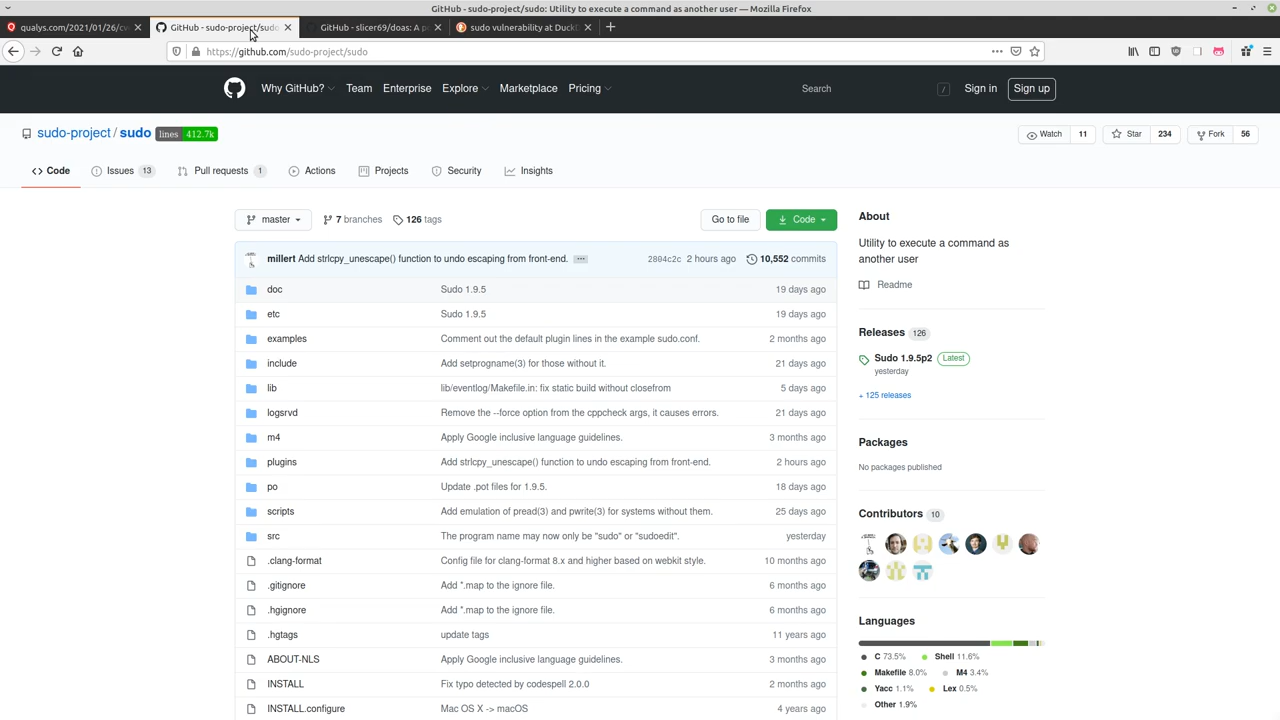 GitHub - sudo-project/sudo: Utility to execute a command as another user — Mozilla Firefox
qualys.com/2021/01/26/cv
GitHub - sudo-project/sudo
GitHub - slicer69/doas: A p
sudo vulnerability at Duck
https://github.com/sudo-project/sudo
Why GitHub? Team Enterprise Explore Marketplace Pricing Search / Sign in Sign up
sudo-project / sudo lines 412.7k
Watch 11 Star 234 Fork 56
Code Issues 13 Pull requests 1 Actions Projects Security Insights
master 7 branches 126 tags Go to file Code
millert Add strlcpy_unescape() function to undo escaping from front-end. 2804c2c 2 hours ago 10,552 commits
doc Sudo 1.9.5 19 days ago
etc Sudo 1.9.5 19 days ago
examples Comment out the default plugin lines in the example sudo.conf. 2 months ago
include Add setprogname(3) for those without it. 21 days ago
lib lib/eventlog/Makefile.in: fix static build without closefrom 5 days ago
logsrvd Remove the --force option from the cppcheck args, it causes errors. 21 days ago
m4 Apply Google inclusive language guidelines. 3 months ago
plugins Add strlcpy_unescape() function to undo escaping from front-end. 2 hours ago
po Update .pot files for 1.9.5. 18 days ago
scripts Add emulation of pread(3) and pwrite(3) for systems without them. 25 days ago
src The program name may now only be "sudo" or "sudoedit". yesterday
.clang-format Config file for clang-format 8.x and higher based on webkit style. 10 months ago
.gitignore Add *.map to the ignore file. 6 months ago
.hgignore Add *.map to the ignore file. 6 months ago
.hgtags update tags 11 years ago
ABOUT-NLS Apply Google inclusive language guidelines. 3 months ago
INSTALL Fix typo detected by codespell 2.0.0 2 months ago
INSTALL.configure Mac OS X -> macOS 4 years ago
About
Utility to execute a command as
another user
Readme
Releases 126
Sudo 1.9.5p2 Latest
yesterday
+ 125 releases
Packages
No packages published
Contributors 10
Languages
C 73.5% Shell 11.6%
Makefile 8.0% M4 3.4%
Yacc 1.1% Lex 0.5%
Other 1.9%